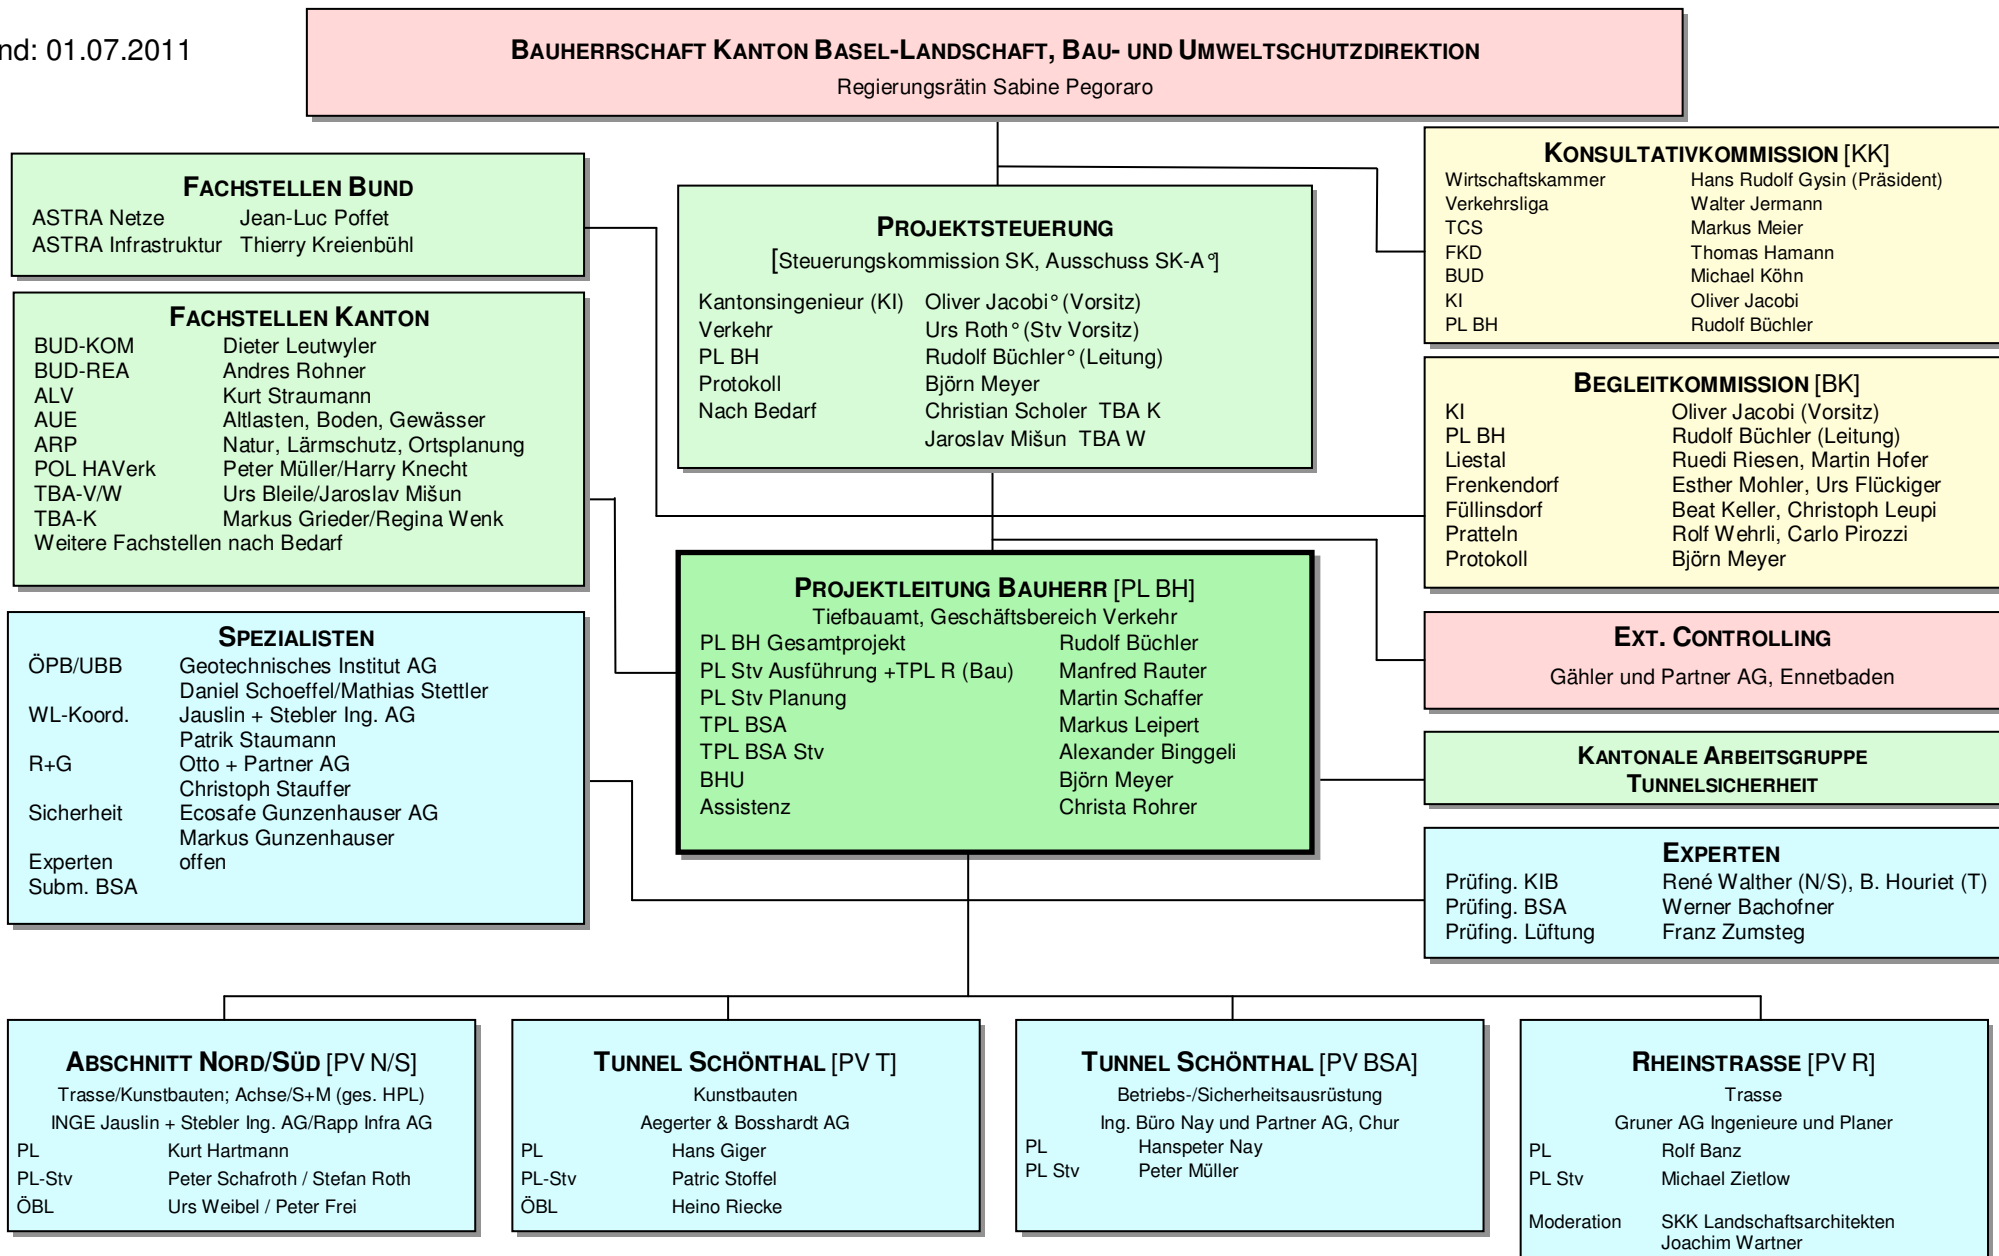 nd: 01.07.2011
BAUHERRSCHAFT KANTON BASEL-LANDSCHAFT, BAU- UND UMWELTSCHUTZDIREKTION
Regierungsrätin Sabine Pegoraro
FACHSTELLEN BUND
ASTRA Netze Jean-Luc Poffet
ASTRA Infrastruktur Thierry Kreienbühl
FACHSTELLEN KANTON
BUD-KOM Dieter Leutwyler
BUD-REA Andres Rohner
ALV Kurt Straumann
AUE Altlasten, Boden, Gewässer
ARP Natur, Lärmschutz, Ortsplanung
POL HAVerk Peter Müller/Harry Knecht
TBA-V/W Urs Bleile/Jaroslav Mišun
TBA-K Markus Grieder/Regina Wenk
Weitere Fachstellen nach Bedarf
SPEZIALISTEN
ÖPB/UBB Geotechnisches Institut AG
Daniel Schoeffel/Mathias Stettler
WL-Koord. Jauslin + Stebler Ing. AG
Patrik Staumann
R+G Otto + Partner AG
Christoph Stauffer
Sicherheit Ecosafe Gunzenhauser AG
Markus Gunzenhauser
Experten offen
Subm. BSA
PROJEKTSTEUERUNG
[Steuerungskommission SK, Ausschuss SK-A°]
Kantonsingenieur (KI) Oliver Jacobi° (Vorsitz)
Verkehr Urs Roth° (Stv Vorsitz)
PL BH Rudolf Büchler° (Leitung)
Protokoll Björn Meyer
Nach Bedarf Christian Scholer TBA K
Jaroslav Mišun TBA W
PROJEKTLEITUNG BAUHERR [PL BH]
Tiefbauamt, Geschäftsbereich Verkehr
PL BH Gesamtprojekt Rudolf Büchler
PL Stv Ausführung +TPL R (Bau) Manfred Rauter
PL Stv Planung Martin Schaffer
TPL BSA Markus Leipert
TPL BSA Stv Alexander Binggeli
BHU Björn Meyer
Assistenz Christa Rohrer
KONSULTATIVKOMMISSION [KK]
Wirtschaftskammer Hans Rudolf Gysin (Präsident)
Verkehrsliga Walter Jermann
TCS Markus Meier
FKD Thomas Hamann
BUD Michael Köhn
KI Oliver Jacobi
PL BH Rudolf Büchler
BEGLEITKOMMISSION [BK]
KI Oliver Jacobi (Vorsitz)
PL BH Rudolf Büchler (Leitung)
Liestal Ruedi Riesen, Martin Hofer
Frenkendorf Esther Mohler, Urs Flückiger
Füllinsdorf Beat Keller, Christoph Leupi
Pratteln Rolf Wehrli, Carlo Pirozzi
Protokoll Björn Meyer
EXT. CONTROLLING
Gähler und Partner AG, Ennetbaden
KANTONALE ARBEITSGRUPPE
TUNNELSICHERHEIT
EXPERTEN
Prüfing. KIB René Walther (N/S), B. Houriet (T)
Prüfing. BSA Werner Bachofner
Prüfing. Lüftung Franz Zumsteg
ABSCHNITT NORD/SÜD [PV N/S]
Trasse/Kunstbauten; Achse/S+M (ges. HPL)
INGE Jauslin + Stebler Ing. AG/Rapp Infra AG
PL Kurt Hartmann
PL-Stv Peter Schafroth / Stefan Roth
ÖBL Urs Weibel / Peter Frei
TUNNEL SCHÖNTHAL [PV T]
Kunstbauten
Aegerter & Bosshardt AG
PL Hans Giger
PL-Stv Patric Stoffel
ÖBL Heino Riecke
TUNNEL SCHÖNTHAL [PV BSA]
Betriebs-/Sicherheitsausrüstung
Ing. Büro Nay und Partner AG, Chur
PL Hanspeter Nay
PL Stv Peter Müller
RHEINSTRASSE [PV R]
Trasse
Gruner AG Ingenieure und Planer
PL Rolf Banz
PL Stv Michael Zietlow
Moderation SKK Landschaftsarchitekten
Joachim Wartner